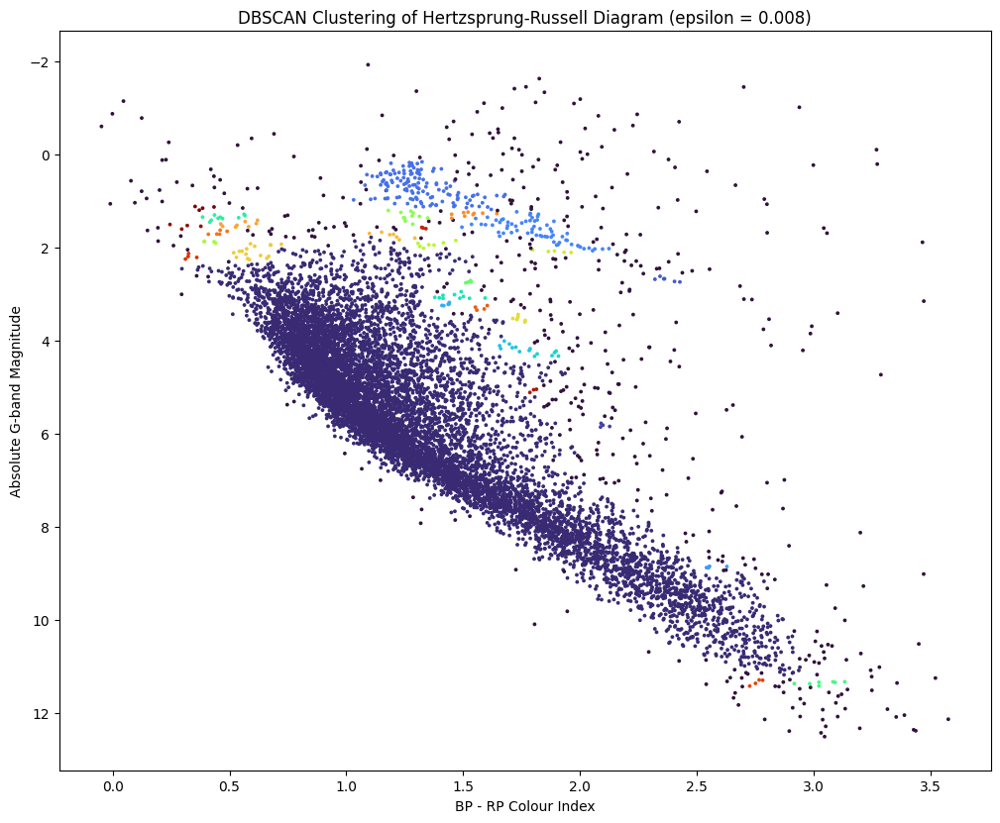 DBSCAN Clustering of Hertzsprung-Russell Diagram (epsilon = 0.008)
−2
0
2
4
6
8
10
12
Absolute G-band Magnitude
0.0 0.5 1.0 1.5 2.0 2.5 3.0 3.5
BP - RP Colour Index